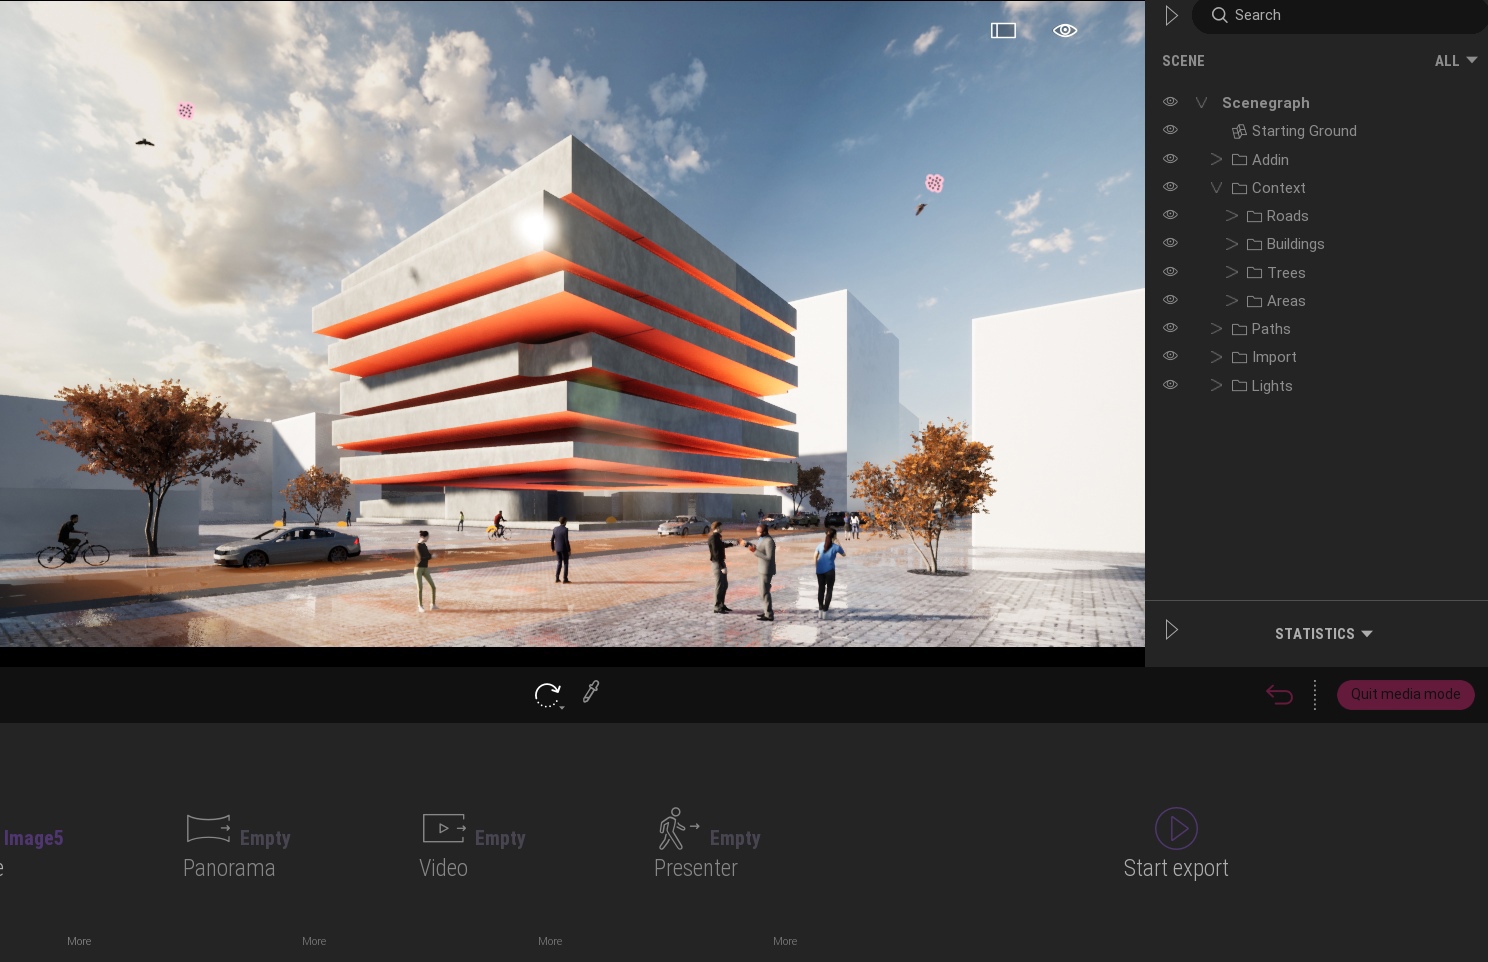 Search
SCENE
ALL
Scenegraph
Starting Ground
Addin
Context
Roads
Buildings
Trees
Areas
Paths
Import
Lights
STATISTICS
Quit media mode
Image5
e
Empty
Panorama
Empty
Video
Empty
Presenter
Start export
More
More
More
More